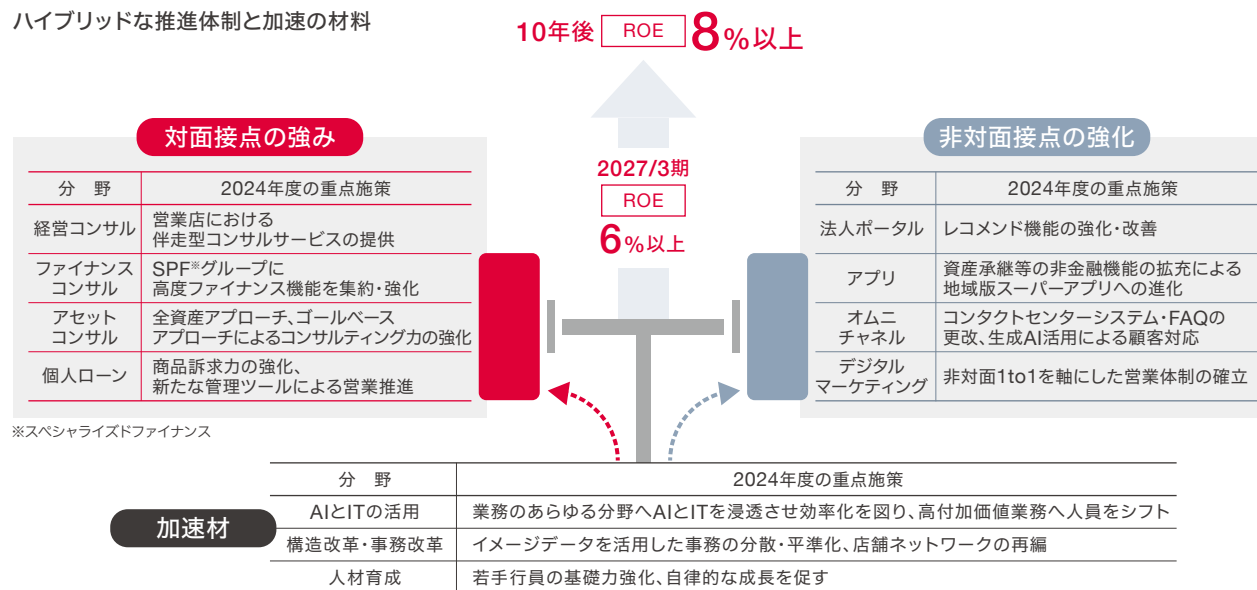 ハイブリッドな推進体制と加速の材料
10年後 ROE 8%以上
2027/3期
ROE
6%以上
対面接点の強み
分 野 2024年度の重点施策
経営コンサル 営業店における
伴走型コンサルサービスの提供
ファイナンス
コンサル
SPF※グループに
高度ファイナンス機能を集約・強化
アセット
コンサル
全資産アプローチ、ゴールベース
アプローチによるコンサルティング力の強化
個人ローン 商品訴求力の強化、
新たな管理ツールによる営業推進
※スペシャライズドファイナンス
非対面接点の強化
分 野 2024年度の重点施策
法人ポータル レコメンド機能の強化・改善
アプリ 資産承継等の非金融機能の拡充による
地域版スーパーアプリへの進化
オムニ
チャネル
コンタクトセンターシステム・FAQの
更改、生成AI活用による顧客対応
デジタル
マーケティング
非対面1to1を軸にした営業体制の確立
加速材
分 野 2024年度の重点施策
AIとITの活用 業務のあらゆる分野へAIとITを浸透させ効率化を図り、高付加価値業務へ人員をシフト
構造改革・事務改革 イメージデータを活用した事務の分散・平準化、店舗ネットワークの再編
人材育成 若手行員の基礎力強化、自律的な成長を促す